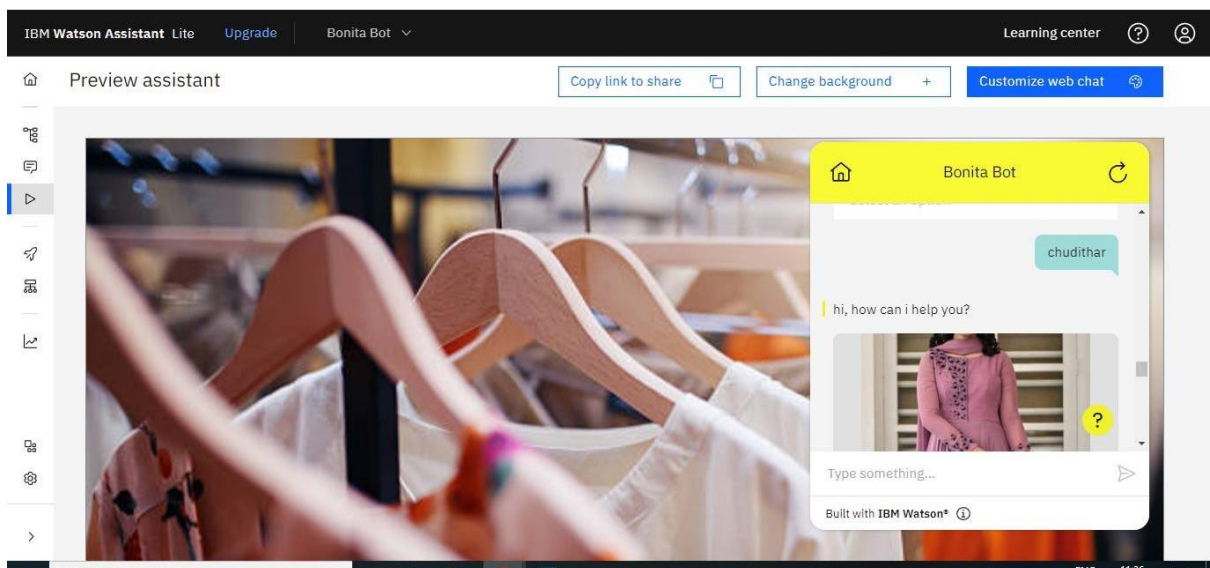 IBM Watson Assistant Lite Upgrade Bonita Bot Learning center ?
Preview assistant Copy link to share Change background + Customize web chat
Bonita Bot
chudithar
hi, how can i help you?
?
Type something...
Built with IBM Watson® i